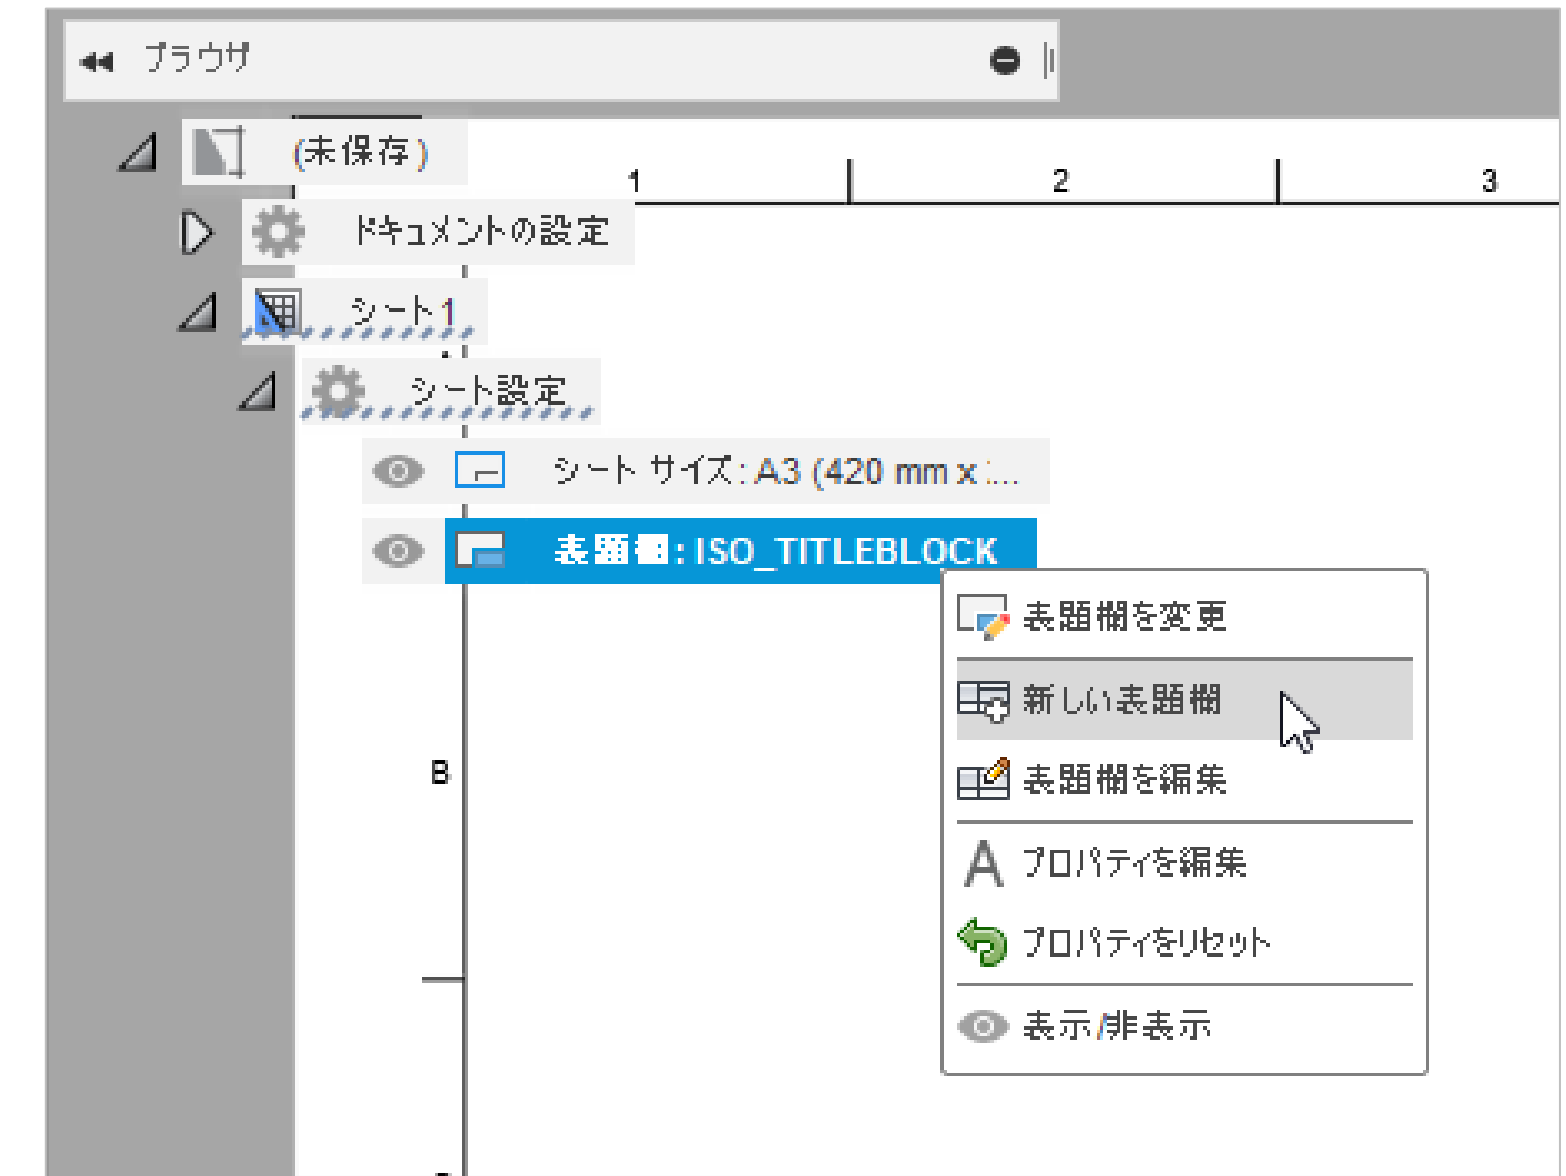 ブラウザ
(未保存)
1 2 3
ドキュメントの設定
シート1
シート設定
シート サイズ: A3 (420 mm x ...
表題欄: ISO_TITLEBLOCK
表題欄を変更
新しい表題欄
B
表題欄を編集
A プロパティを編集
プロパティをリセット
表示/非表示